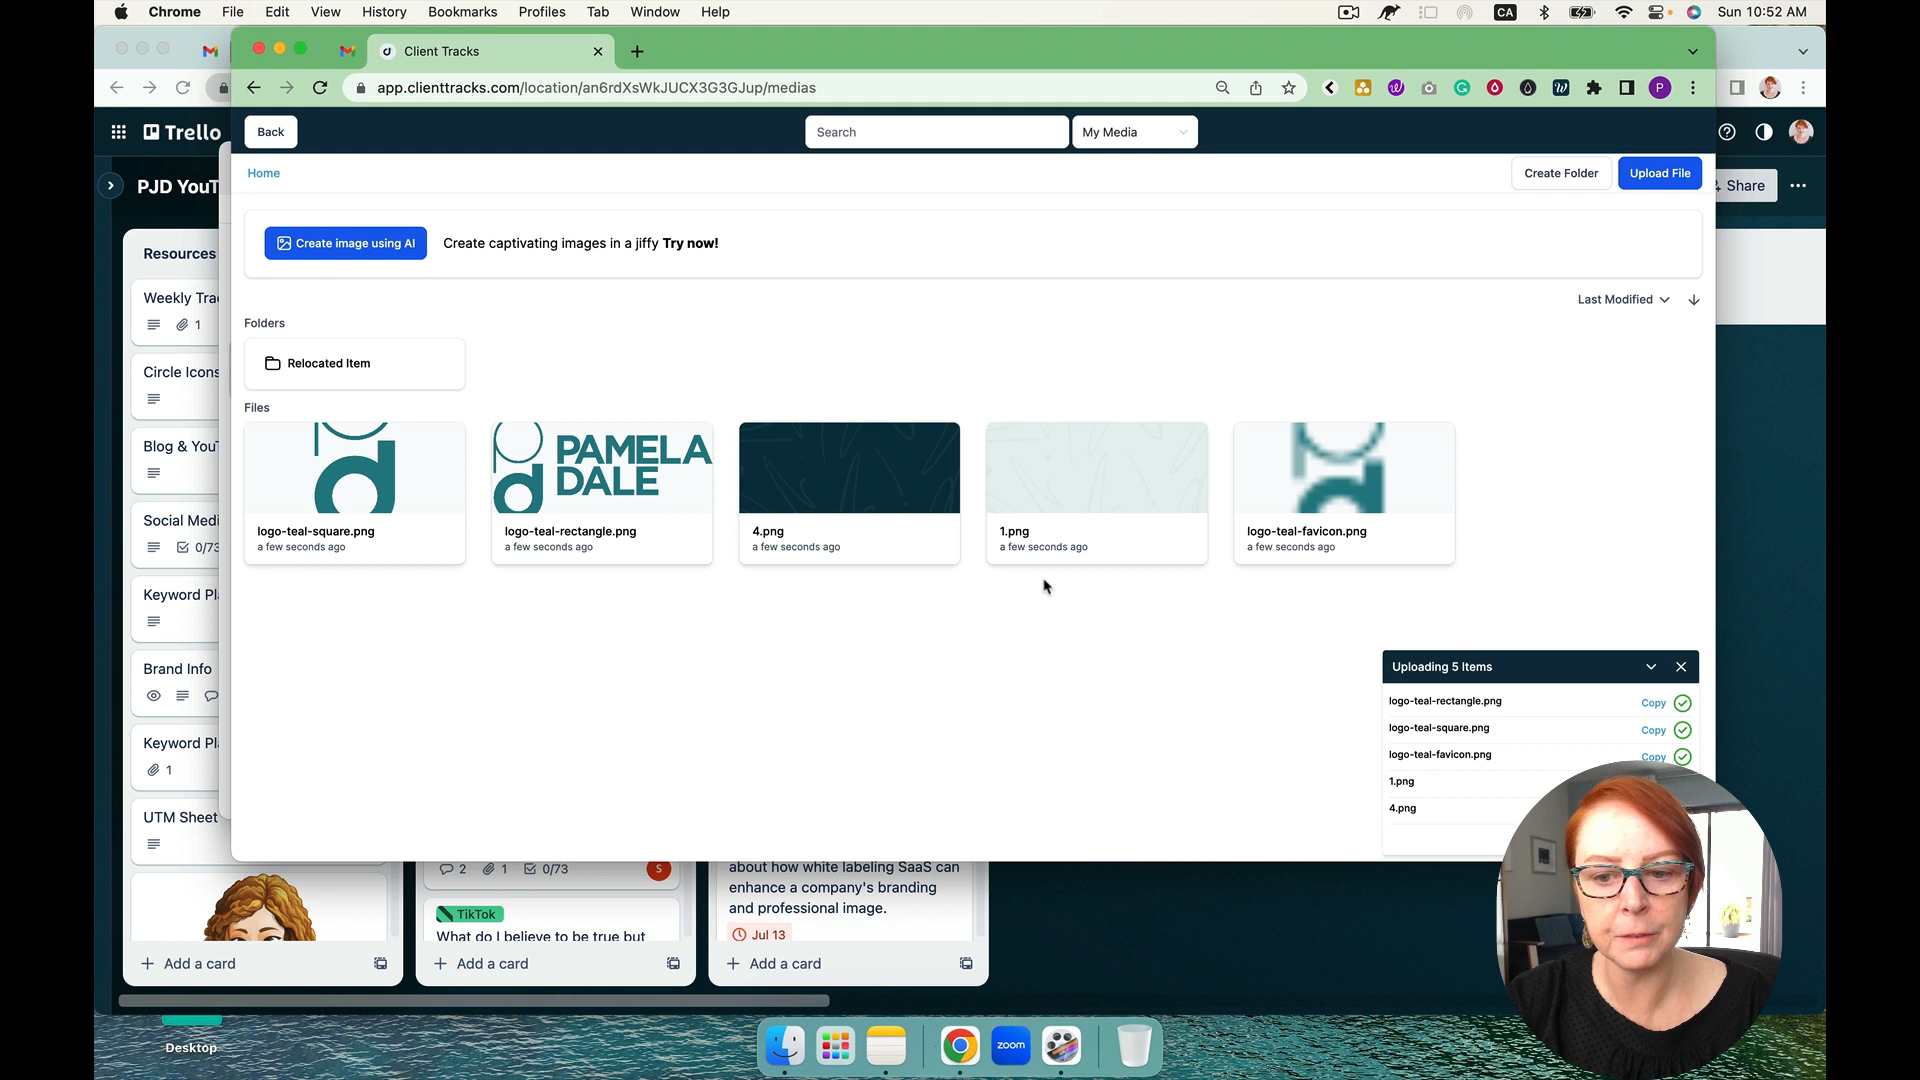 Chrome File Edit View History Bookmarks Profiles Tab Window Help
CA
Sun 10:52 AM
Client Tracks
app.clienttracks.com/location/an6rdXsWkJUCX3G3GJup/medias
P
Trello
Back
Search
My Media
PJD YouT
Share
Home
Create Folder
Upload File
Create image using AI
Create captivating images in a jiffy Try now!
Last Modified
Resources
Weekly Tra
1
Circle Icons
Blog & You
Social Medi
0/73
Keyword Pl
Brand Info
Keyword Pl
1
UTM Sheet
Folders
Relocated Item
Files
PAMELA
DALE
logo-teal-square.png
a few seconds ago
logo-teal-rectangle.png
a few seconds ago
4.png
a few seconds ago
1.png
a few seconds ago
logo-teal-favicon.png
a few seconds ago
Uploading 5 Items
logo-teal-rectangle.png
Copy
logo-teal-square.png
Copy
logo-teal-favicon.png
Copy
1.png
4.png
2
1
0/73
S
TikTok
What do I believe to be true but
about how white labeling SaaS can
enhance a company's branding
and professional image.
Jul 13
+ Add a card
+ Add a card
+ Add a card
Desktop
zoom